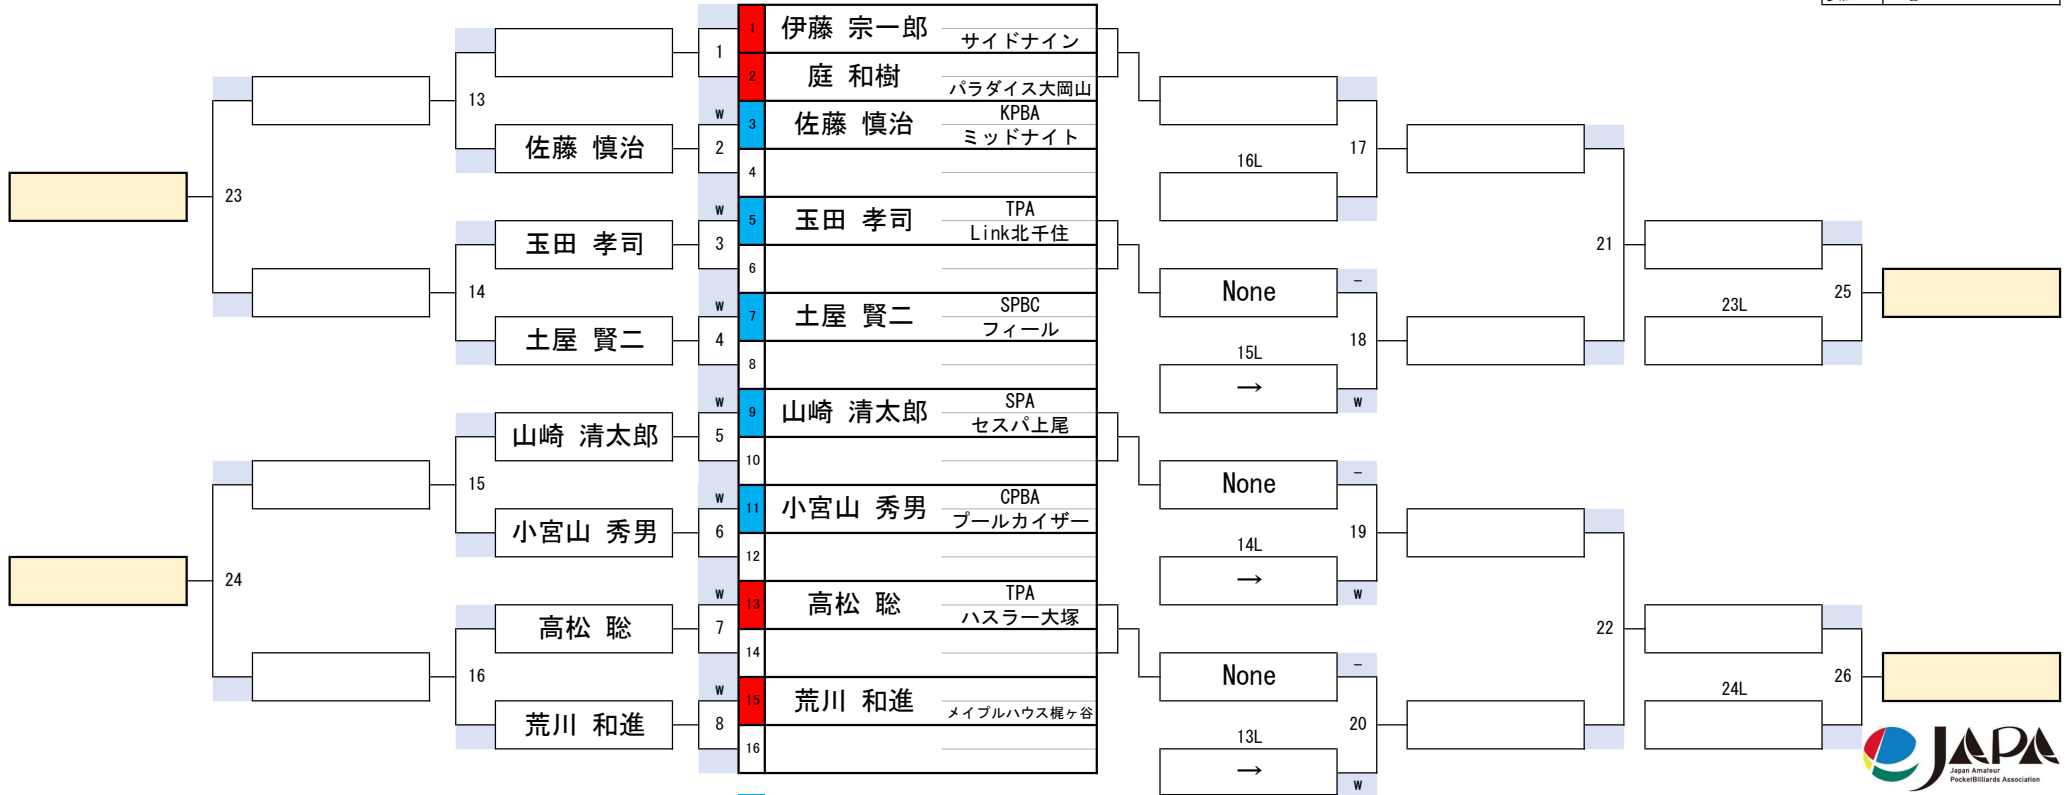 1 伊藤 宗一郎 サイドナイン
2 庭 和樹 パラダイス大岡山
3 佐藤 慎治 KPBA ミッドナイト
4
5 玉田 孝司 TPA Link北千住
6
7 土屋 賢二 SPBC フィール
8
9 山崎 清太郎 SPA セスパ上尾
10
11 小宮山 秀男 CPBA プールカイザー
12
13 高松 聡 TPA ハスラー大塚
14
15 荒川 和進 メイプルハウス梶ヶ谷
16
1
13
W
佐藤 慎治 2
23
W
玉田 孝司 3
14
W
土屋 賢二 4
W
山崎 清太郎 5
15
W
小宮山 秀男 6
24
W
高松 聡 7
16
W
荒川 和進 8
17
16L
21
None -
18
15L
→ W
25
23L
None -
19
14L
→ W
22
None -
20
13L
→ W
26
24L
JAPA
Japan Amateur
PocketBilliards Association